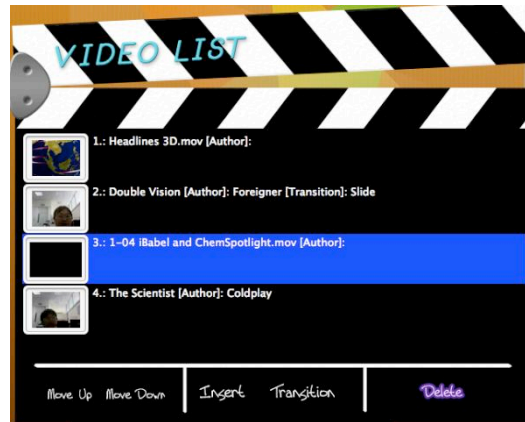 VIDEO LIST
1.: Headlines 3D.mov [Author]:
2.: Double Vision [Author]: Foreigner [Transition]: Slide
3.: 1-04 iBabel and ChemSpotlight.mov [Author]:
4.: The Scientist [Author]: Coldplay
Move Up Move Down Insert Transition Delete